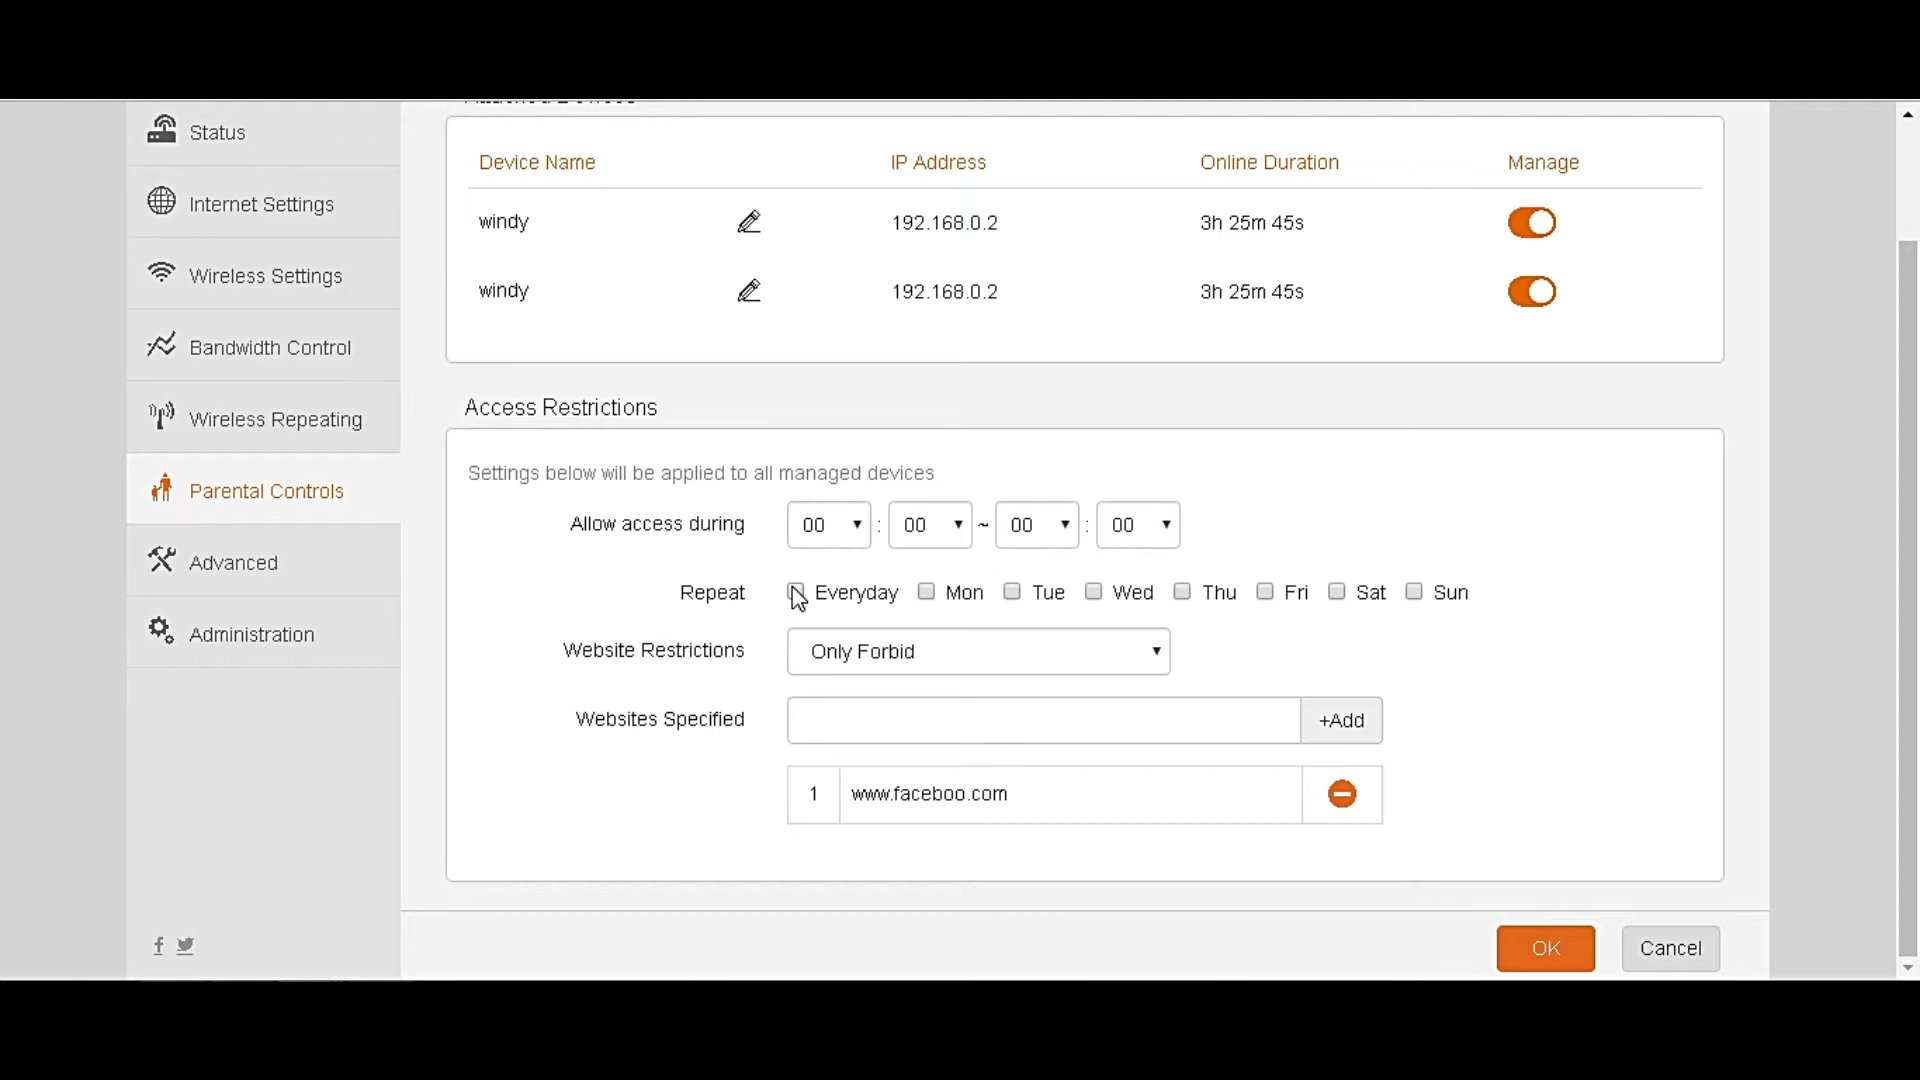 Status
Internet Settings
Wireless Settings
Bandwidth Control
Wireless Repeating
Parental Controls
Advanced
Administration
Device Name IP Address Online Duration Manage
windy 192.168.0.2 3h 25m 45s
windy 192.168.0.2 3h 25m 45s
Access Restrictions
Settings below will be applied to all managed devices
Allow access during 00 : 00 ~ 00 : 00
Repeat Everyday Mon Tue Wed Thu Fri Sat Sun
Website Restrictions Only Forbid
Websites Specified +Add
1 www.faceboo.com
OK Cancel